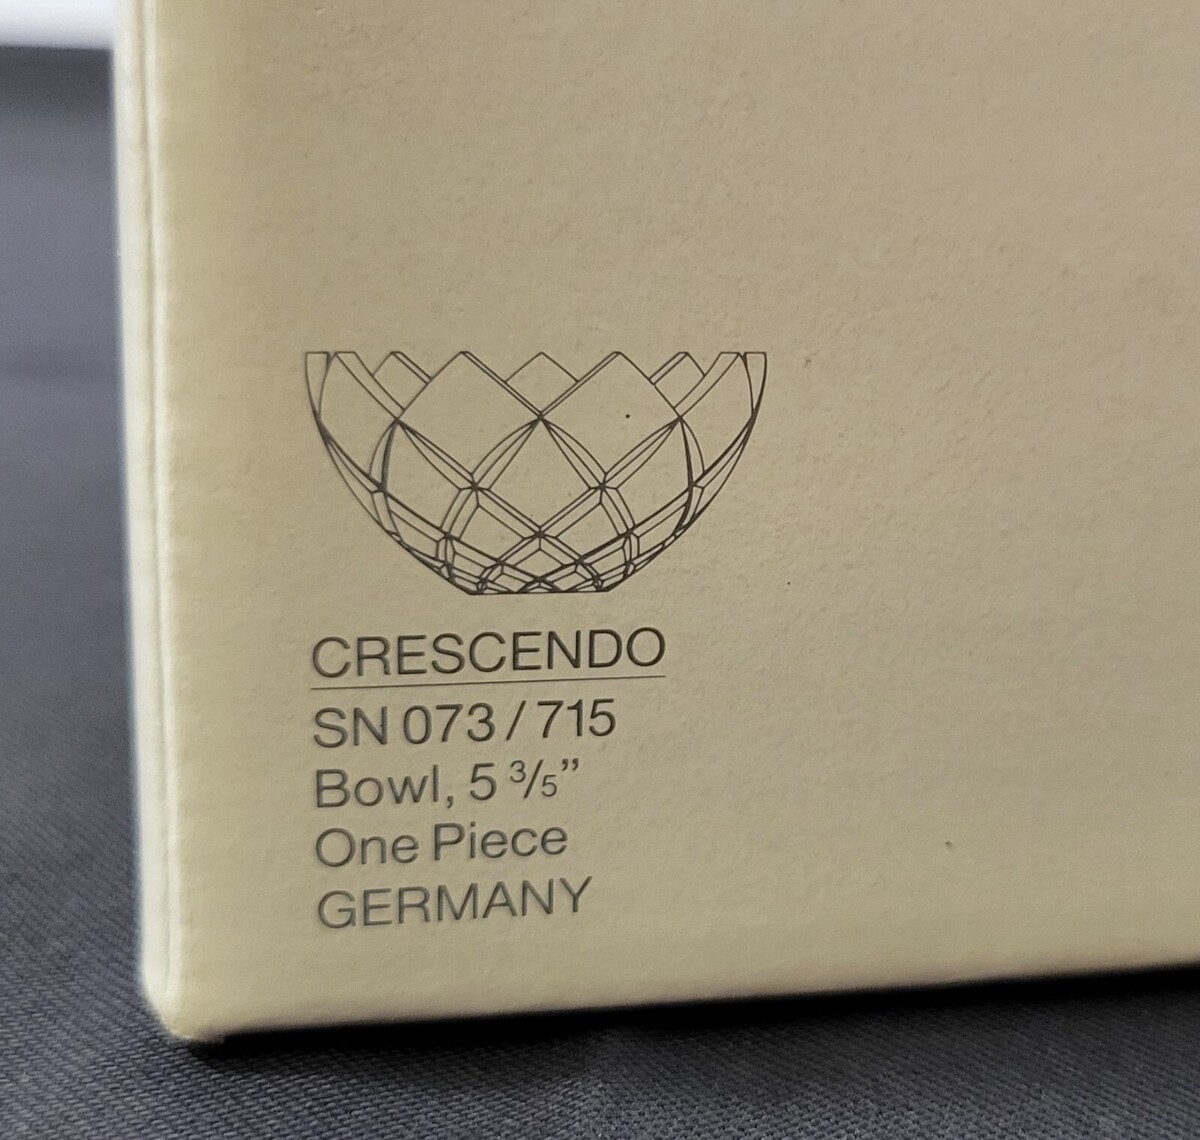 CRESCENDO
SN 073 / 715
Bowl, 5 3/5”
One Piece
GERMANY